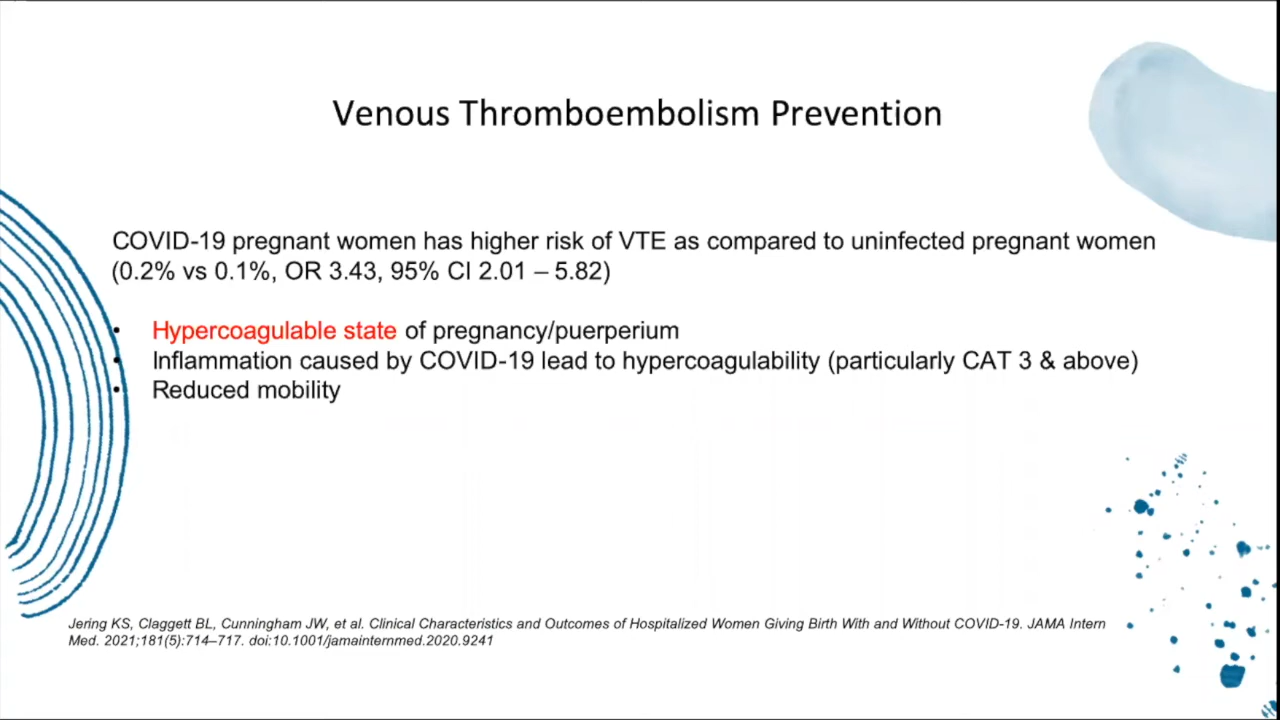 Venous Thromboembolism Prevention
COVID-19 pregnant women has higher risk of VTE as compared to uninfected pregnant women
(0.2% vs 0.1%, OR 3.43, 95% CI 2.01 – 5.82)
• Hypercoagulable state of pregnancy/puerperium
• Inflammation caused by COVID-19 lead to hypercoagulability (particularly CAT 3 & above)
• Reduced mobility
Jering KS, Claggett BL, Cunningham JW, et al. Clinical Characteristics and Outcomes of Hospitalized Women Giving Birth With and Without COVID-19. JAMA Intern
Med. 2021;181(5):714–717. doi:10.1001/jamainternmed.2020.9241